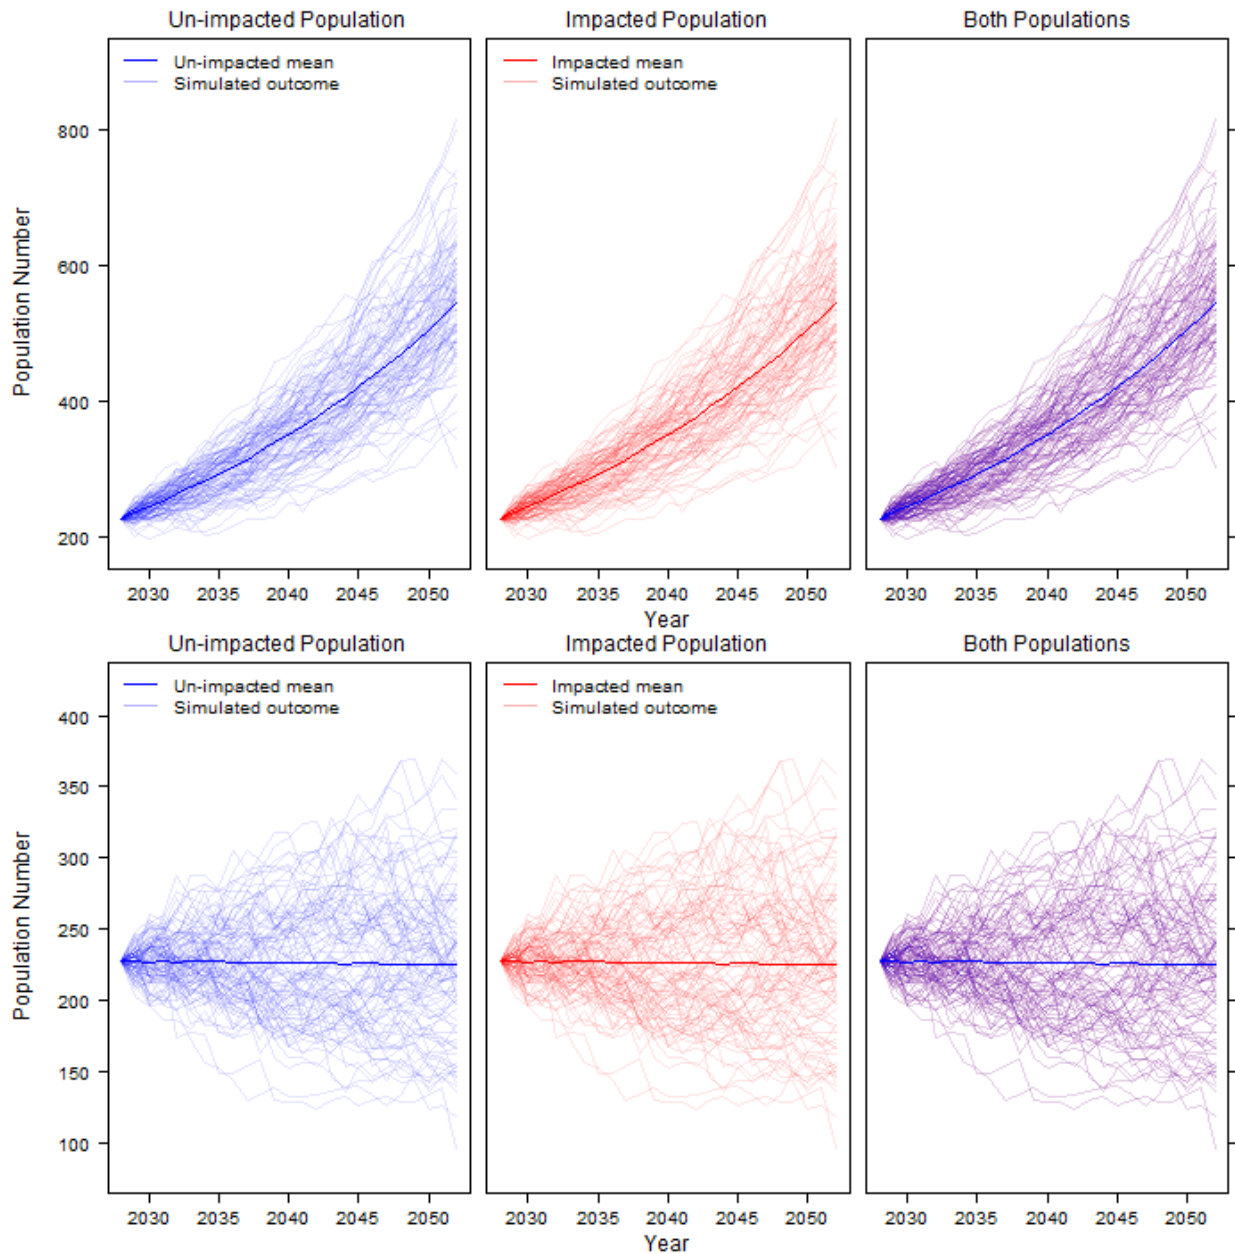 Un-impacted Population
Impacted Population
Both Populations
Un-impacted mean
Simulated outcome
Impacted mean
Simulated outcome
Population Number
800
600
400
200
2030 2035 2040 2045 2050
2030 2035 2040 2045 2050
2030 2035 2040 2045 2050
Year
Un-impacted Population
Impacted Population
Both Populations
Un-impacted mean
Simulated outcome
Impacted mean
Simulated outcome
Population Number
400
350
300
250
200
150
100
2030 2035 2040 2045 2050
2030 2035 2040 2045 2050
2030 2035 2040 2045 2050
Year